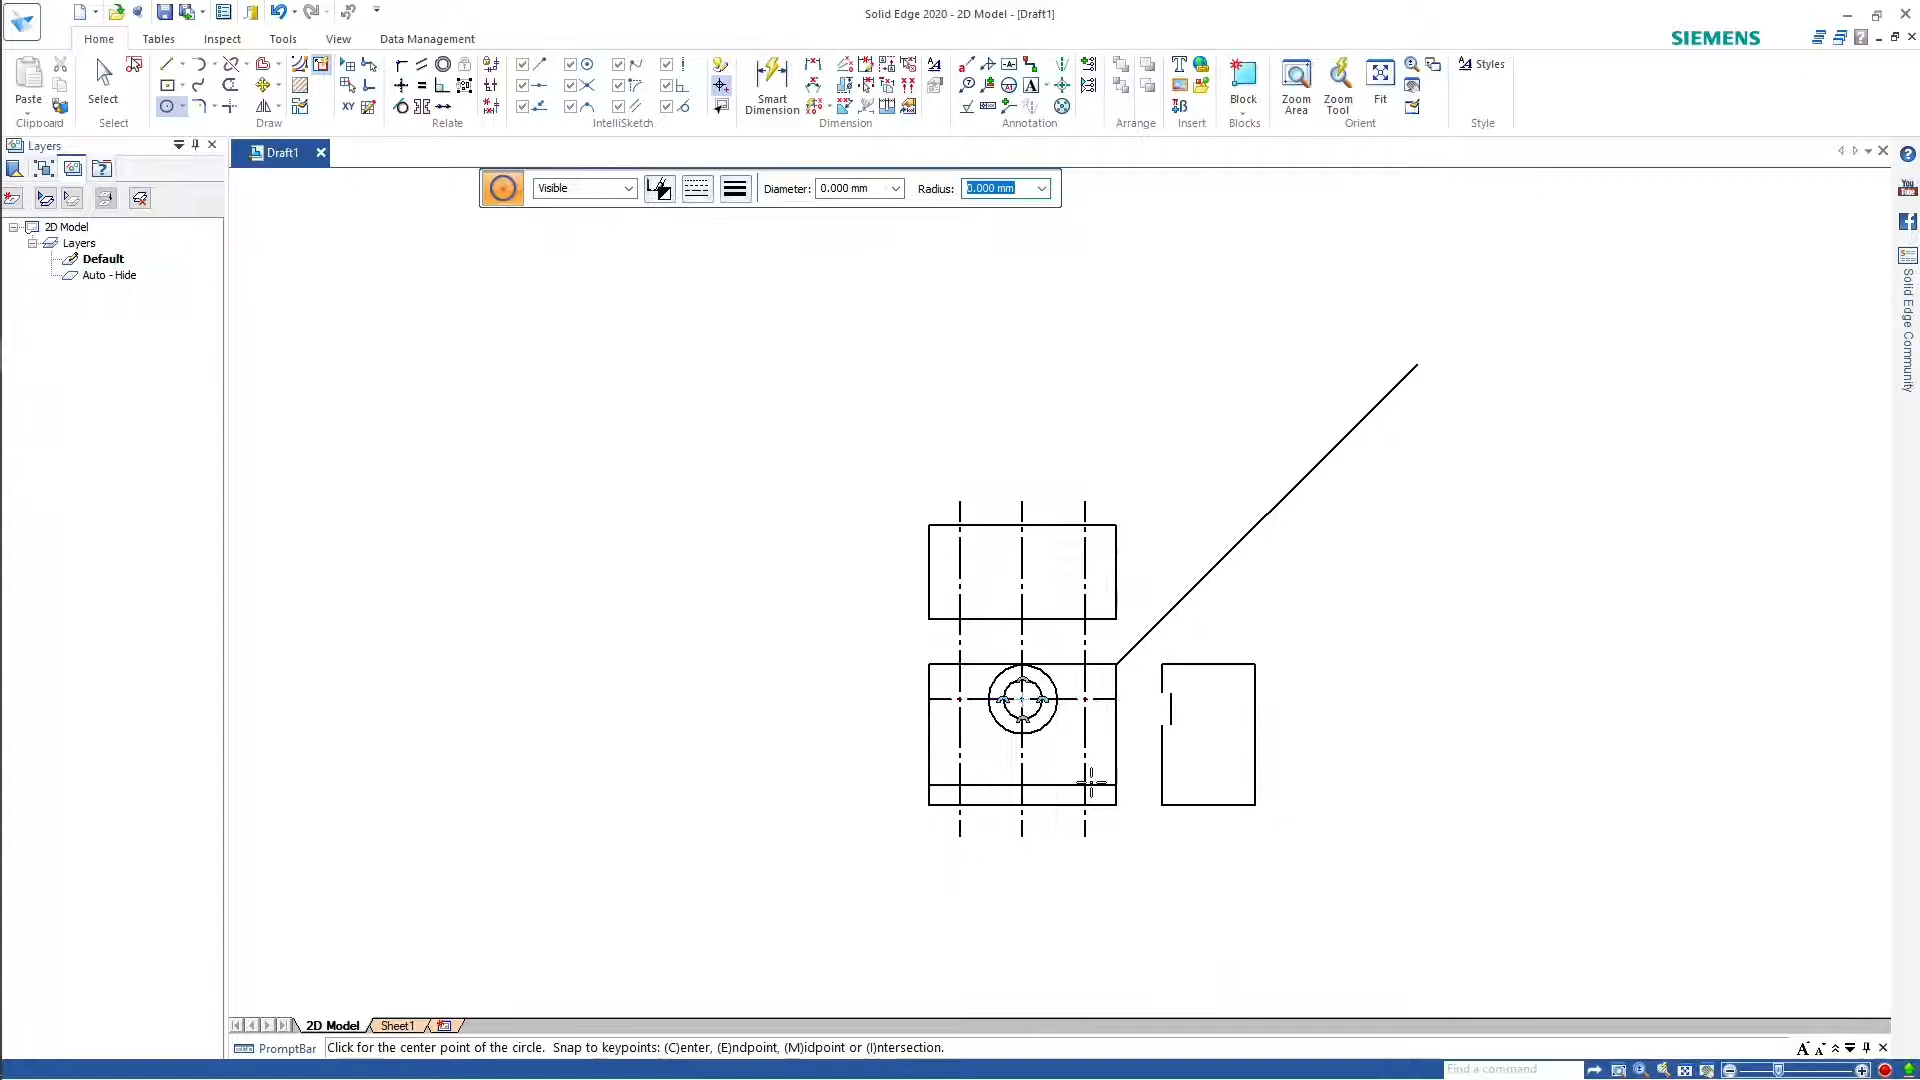 Solid Edge 2020 - 2D Model - [Draft1]
Home
Tables
Inspect
Sketch
Tools
View
Data Management
SIEMENS
Paste
Clipboard
Select
Select
Draw
XY
Relate
IntelliSketch
Smart
Dimension
Dimension
A
Annotation
Arrange
Insert
Block
Blocks
Zoom
Area
Zoom
Tool
Fit
Orient
Styles
Style
Layers
Draft1
Visible
Diameter:
0.000 mm
Radius:
0.000 mm
2D Model
Layers
Default
Auto - Hide
You
Tube
Solid Edge Community
2D Model
Sheet1
PromptBar
Click for the center point of the circle.  Snap to keypoints: (C)enter, (E)ndpoint, (M)idpoint or (I)ntersection.
Find a command